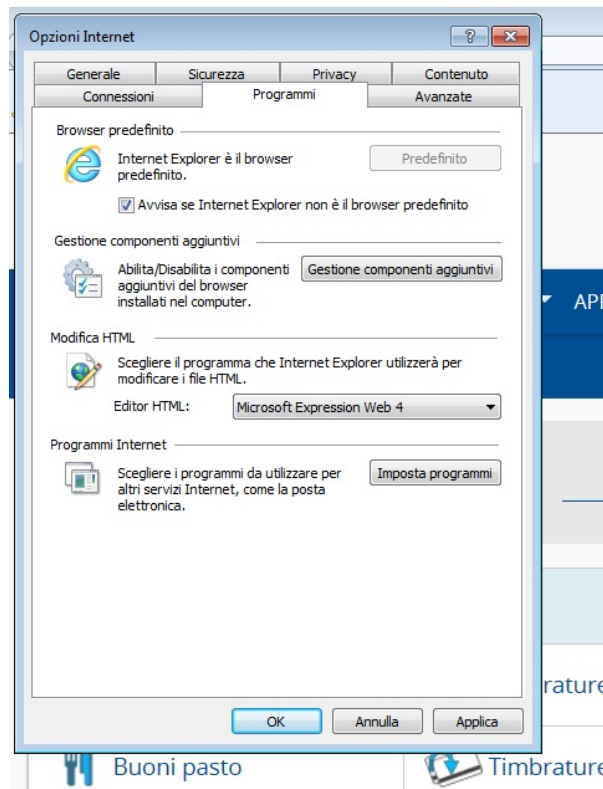 Opzioni Internet
Generale
Sicurezza
Privacy
Contenuto
Connessioni
Programmi
Avanzate
Browser predefinito
Internet Explorer è il browser
predefinito.
Predefinito
Avvisa se Internet Explorer non è il browser predefinito
Gestione componenti aggiuntivi
Abilita/Disabilita i componenti
aggiuntivi del browser
installati nel computer.
Gestione componenti aggiuntivi
Modifica HTML
Scegliere il programma che Internet Explorer utilizzerà per
modificare i file HTML.
Editor HTML:
Microsoft Expression Web 4
Programmi Internet
Scegliere i programmi da utilizzare per
altri servizi Internet, come la posta
elettronica.
Imposta programmi
OK
Annulla
Applica
Buoni pasto
Timbrature